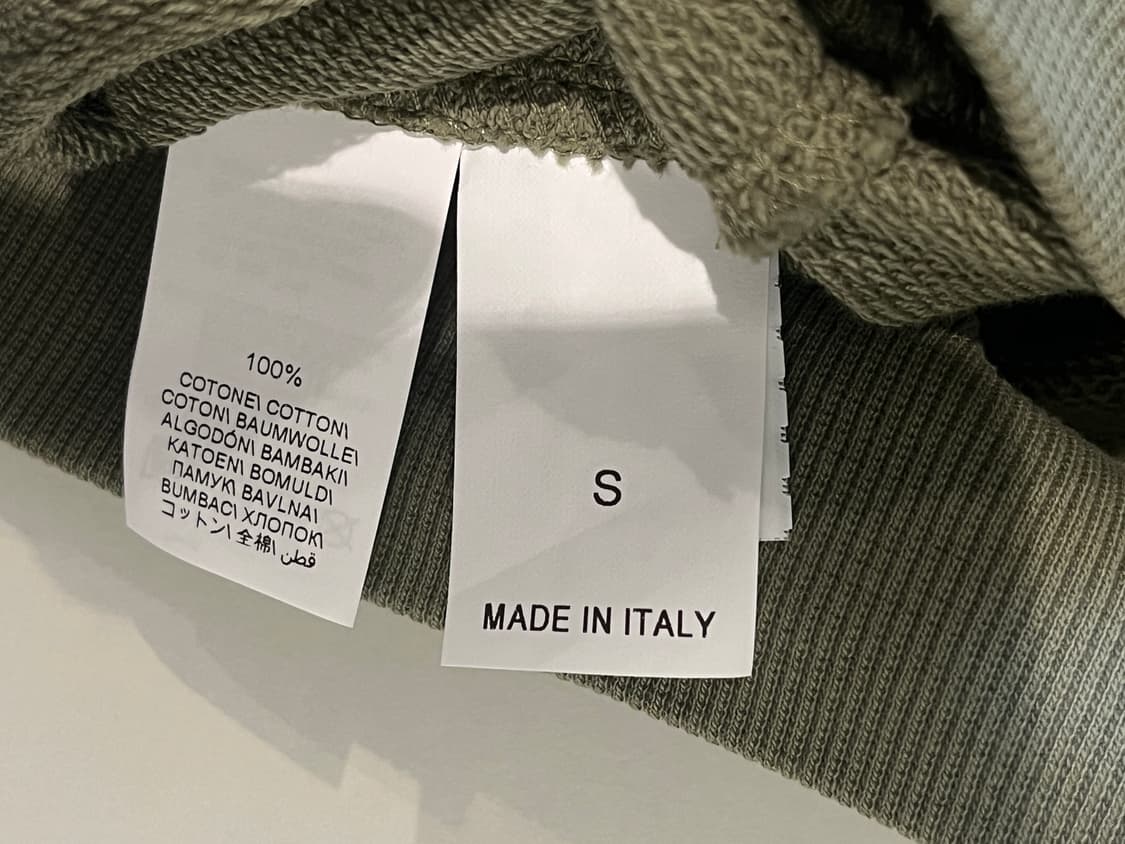 100%
COTONE\ COTTON\
COTON\ BAUMWOLLE\
ALGODÓN\ BAMBAKI\
KATOEN\ BOMULD\
ПАМУК\ BAVLNA\
BUMBAC\ ХЛОПОК\
コットン\ 全棉\ قطن
S
MADE IN ITALY